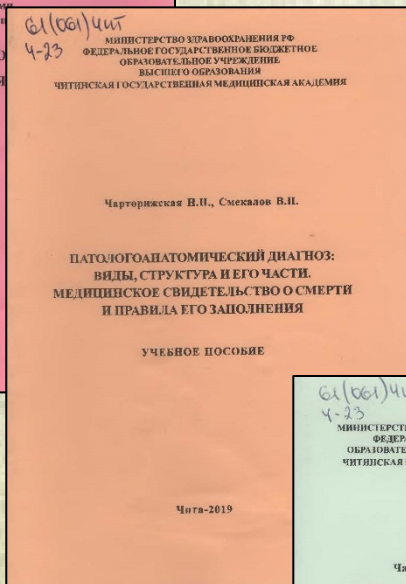 61(061)ЧИТ
Ч-23
МИНИСТЕРСТВО ЗДРАВООХРАНЕНИЯ РФ
ФЕДЕРАЛЬНОЕ ГОСУДАРСТВЕННОЕ БЮДЖЕТНОЕ
ОБРАЗОВАТЕЛЬНОЕ УЧРЕЖДЕНИЕ
ВЫСШЕГО ОБРАЗОВАНИЯ
ЧИТИНСКАЯ ГОСУДАРСТВЕННАЯ МЕДИЦИНСКАЯ АКАДЕМИЯ
Чарторижская Н.Н., Смекалов В.П.
ПАТОЛОГОАНАТОМИЧЕСКИЙ ДИАГНОЗ:
ВИДЫ, СТРУКТУРА И ЕГО ЧАСТИ.
МЕДИЦИНСКОЕ СВИДЕТЕЛЬСТВО О СМЕРТИ
И ПРАВИЛА ЕГО ЗАПОЛНЕНИЯ
УЧЕБНОЕ ПОСОБИЕ
Чита-2019
61(061)ЧИ
Ч-23
МИНИСТЕРСТ
ФЕДЕРА
ОБРАЗОВАТЕ
ЧИТИНСКАЯ
Ча